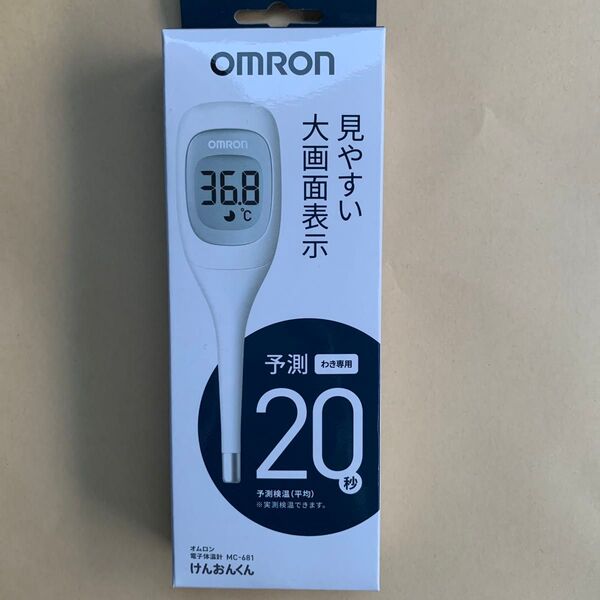 OMRON
見やすい
大画面表示
OMRON
36.8
℃
予測 わき専用
20秒
予測検温(平均)
※実測検温できます。
オムロン
電子体温計 MC-681
けんおんくん